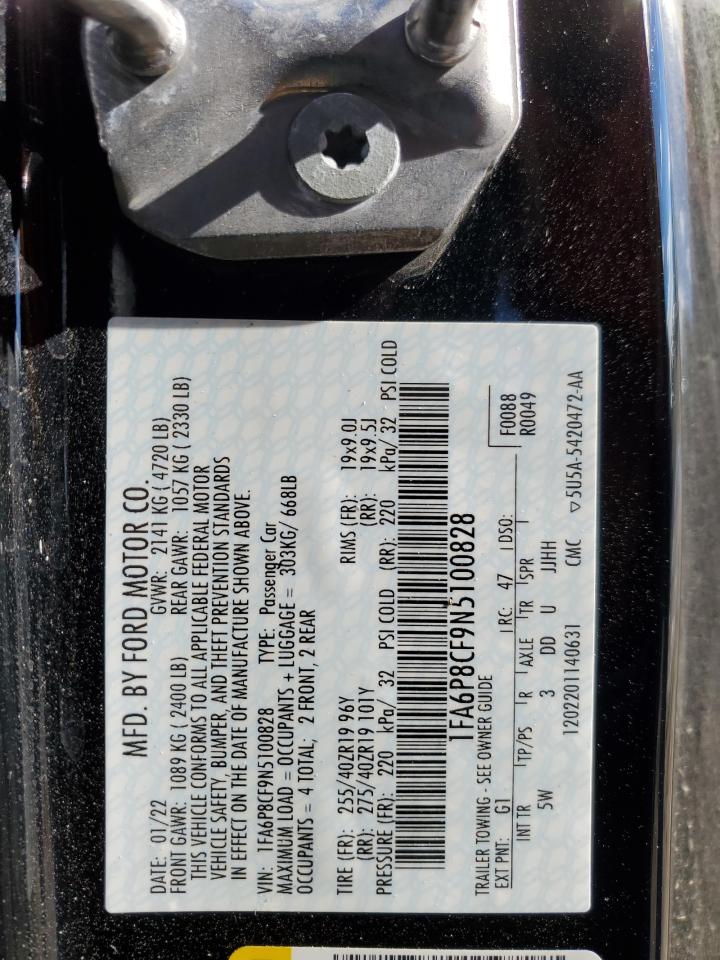 MFD. BY FORD MOTOR CO.
DATE: 01/22 GVWR: 2141 KG ( 4720 LB)
FRONT GAWR: 1089 KG ( 2400 LB) REAR GAWR: 1057 KG ( 2330 LB)
THIS VEHICLE CONFORMS TO ALL APPLICABLE FEDERAL MOTOR
VEHICLE SAFETY, BUMPER, AND THEFT PREVENTION STANDARDS
IN EFFECT ON THE DATE OF MANUFACTURE SHOWN ABOVE.
VIN: 1FA6P8CF9N5100828 TYPE: Passenger Car
MAXIMUM LOAD = OCCUPANTS + LUGGAGE = 303KG/ 668LB
OCCUPANTS = 4 TOTAL; 2 FRONT, 2 REAR
TIRE (FR): 255/40ZR19 96Y RIMS (FR): 19x9.0J
(RR): 275/40ZR19 101Y (RR): 19x9.5J
PRESSURE (FR): 220 kPa/ 32 PSI COLD (RR): 220 kPa/ 32 PSI COLD
1FA6P8CF9N5100828
TRAILER TOWING - SEE OWNER GUIDE F0088
EXT PNT: G1 RC: 47 DSO: R0049
INT TR TP/PS R AXLE TR SPR
5W 3 DD U JJHH
1202201140631 CMC ▽5U5A-5420472-AA